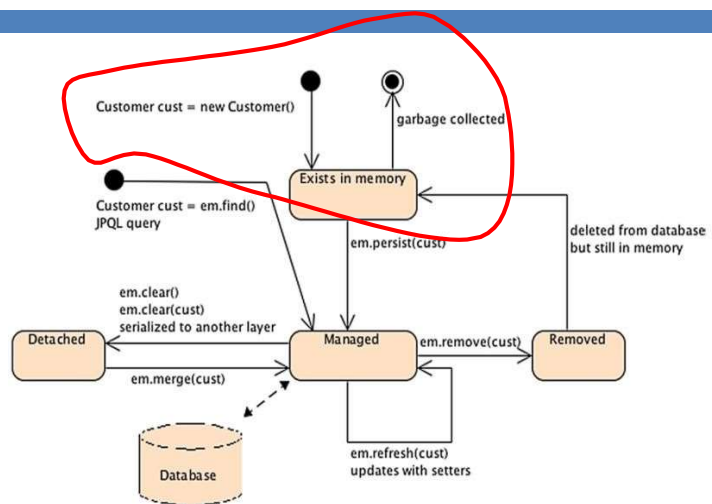 Customer cust = new Customer()
garbage collected
Exists in memory
Customer cust = em.find()
JPQL query
em.persist(cust)
deleted from database
but still in memory
em.clear()
em.clear(cust)
serialized to another layer
Detached
Managed
em.remove(cust)
Removed
em.merge(cust)
em.refresh(cust)
updates with setters
Database